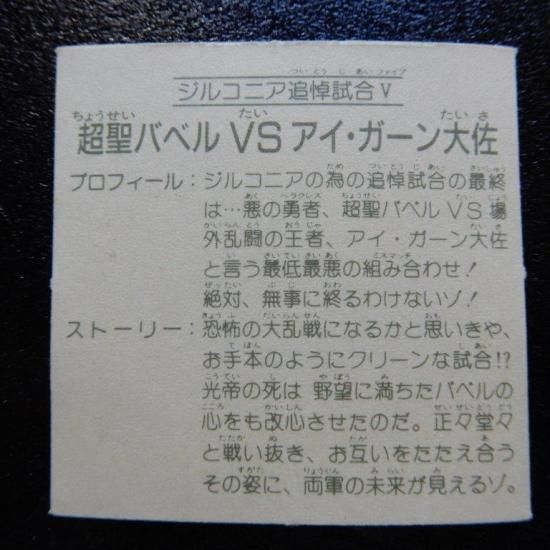 ジルコニア追悼試合V
超聖バベル VS アイ・ガーン大佐
プロフィール：ジルコニアの為の追悼試合の最終
は…悪の勇者、超聖バベル VS 場
外乱闘の王者、アイ・ガーン大佐
と言う最低最悪の組み合わせ！
絶対、無事に終るわけないゾ！
ストーリー：恐怖の大乱戦になるかと思いきや、
お手本のようにクリーンな試合!?
光帝の死は 野望に満ちたバベルの
心をも改心させたのだ。正々堂々
と戦い抜き、お互いをたたえ合う
その姿に、両軍の未来が見えるゾ。